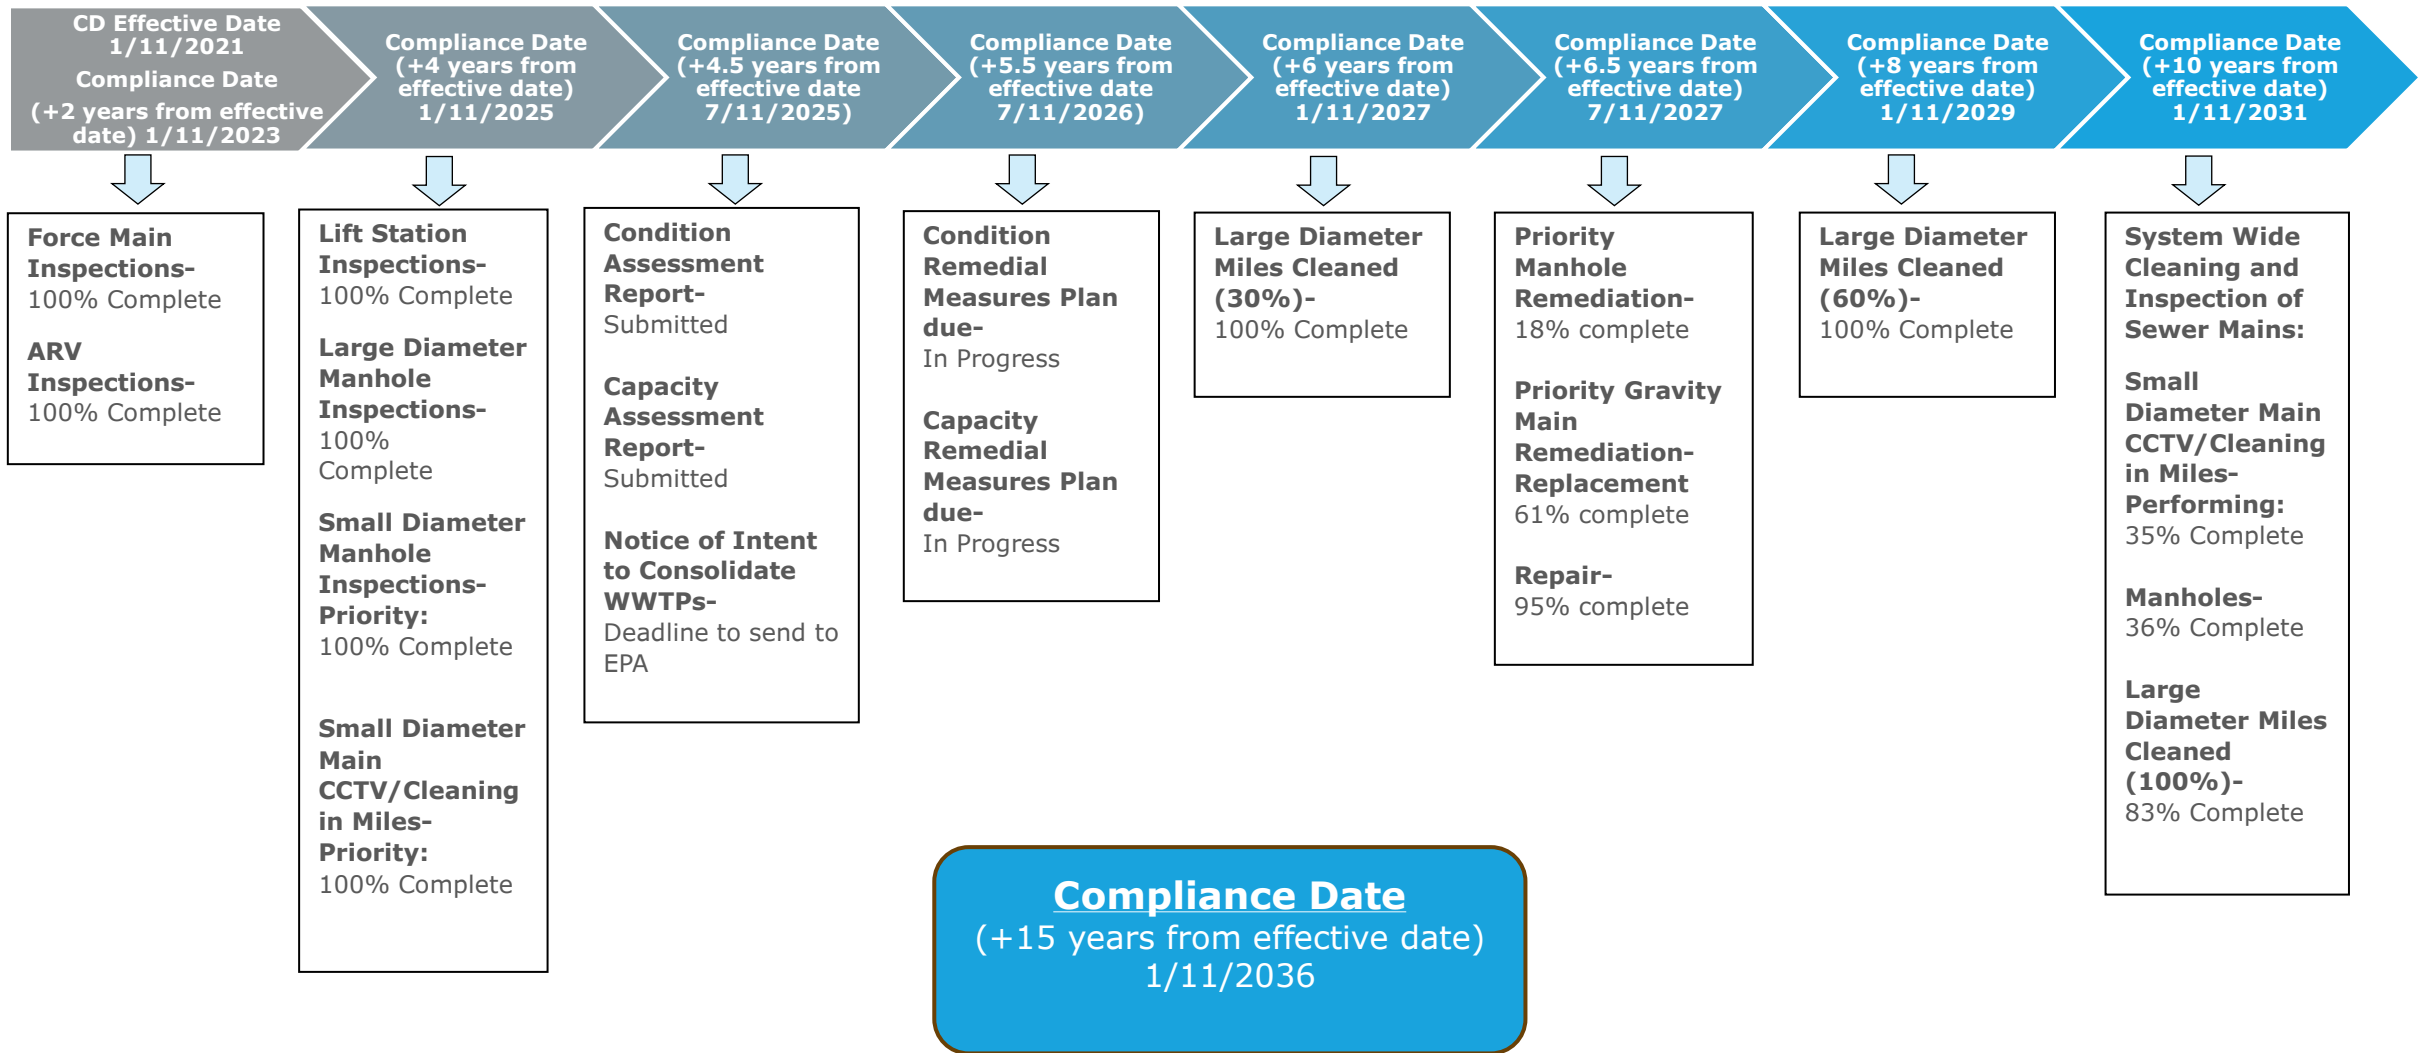 CD Effective Date
1/11/2021
Compliance Date
(+2 years from effective
date) 1/11/2023
Compliance Date
(+4 years from
effective date)
1/11/2025
Compliance Date
(+4.5 years from
effective date
7/11/2025)
Compliance Date
(+5.5 years from
effective date
7/11/2026)
Compliance Date
(+6 years from
effective date)
1/11/2027
Compliance Date
(+6.5 years from
effective date)
7/11/2027
Compliance Date
(+8 years from
effective date)
1/11/2029
Compliance Date
(+10 years from
effective date)
1/11/2031
Force Main
Inspections-
100% Complete
ARV
Inspections-
100% Complete
Lift Station
Inspections-
100% Complete
Large Diameter
Manhole
Inspections-
100%
Complete
Small Diameter
Manhole
Inspections-
Priority:
100% Complete
Small Diameter
Main
CCTV/Cleaning
in Miles-
Priority:
100% Complete
Condition
Assessment
Report-
Submitted
Capacity
Assessment
Report-
Submitted
Notice of Intent
to Consolidate
WWTPs-
Deadline to send to
EPA
Condition
Remedial
Measures Plan
due-
In Progress
Capacity
Remedial
Measures Plan
due-
In Progress
Large Diameter
Miles Cleaned
(30%)-
100% Complete
Priority
Manhole
Remediation-
18% complete
Priority Gravity
Main
Remediation-
Replacement
61% complete
Repair-
95% complete
Large Diameter
Miles Cleaned
(60%)-
100% Complete
System Wide
Cleaning and
Inspection of
Sewer Mains:
Small
Diameter Main
CCTV/Cleaning
in Miles-
Performing:
35% Complete
Manholes-
36% Complete
Large
Diameter Miles
Cleaned
(100%)-
83% Complete
Compliance Date
(+15 years from effective date)
1/11/2036